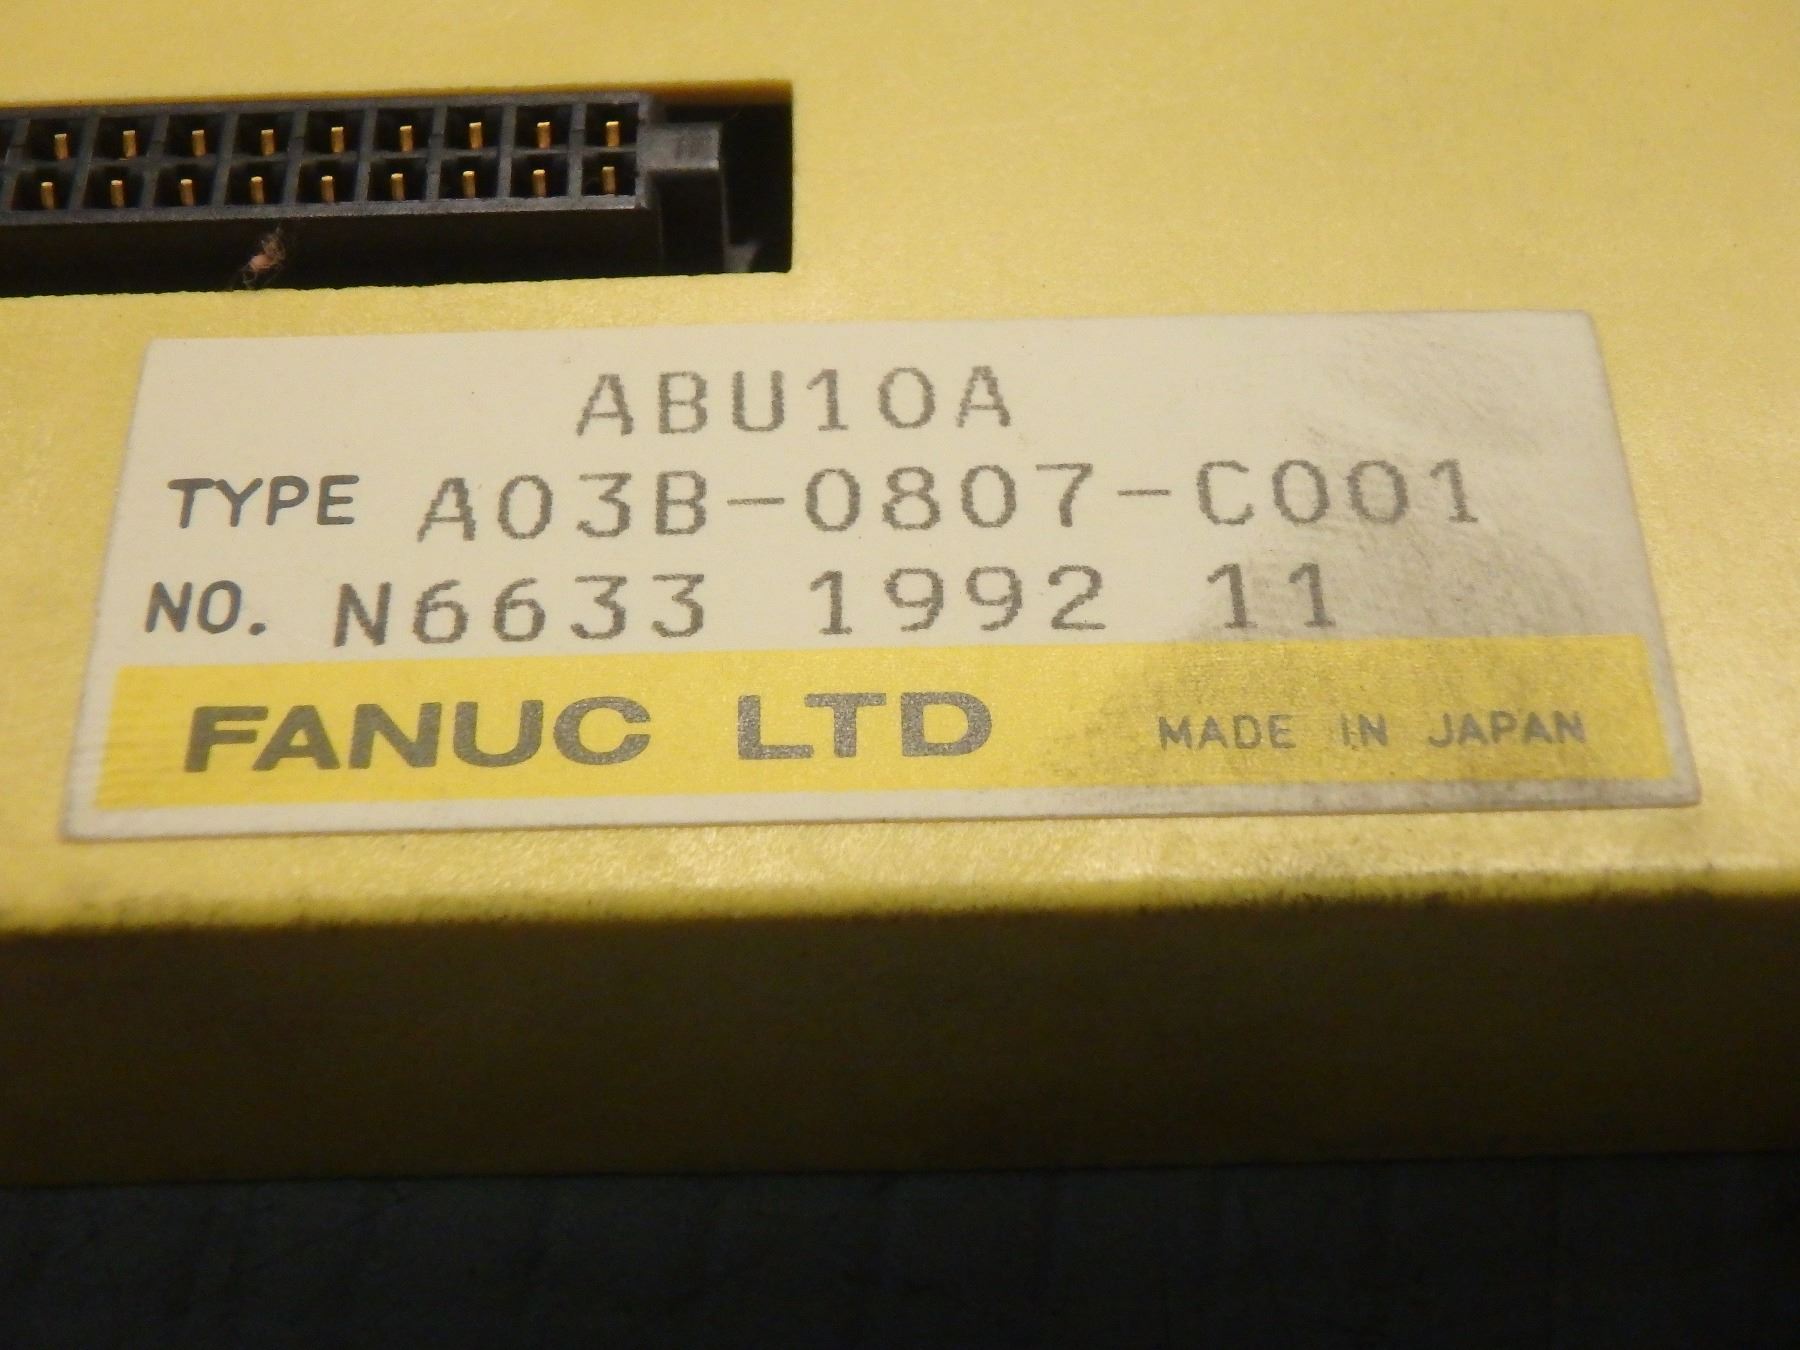 ABU10A
TYPE A03B-0807-C001
NO. N6633 1992 11
FANUC LTD MADE IN JAPAN